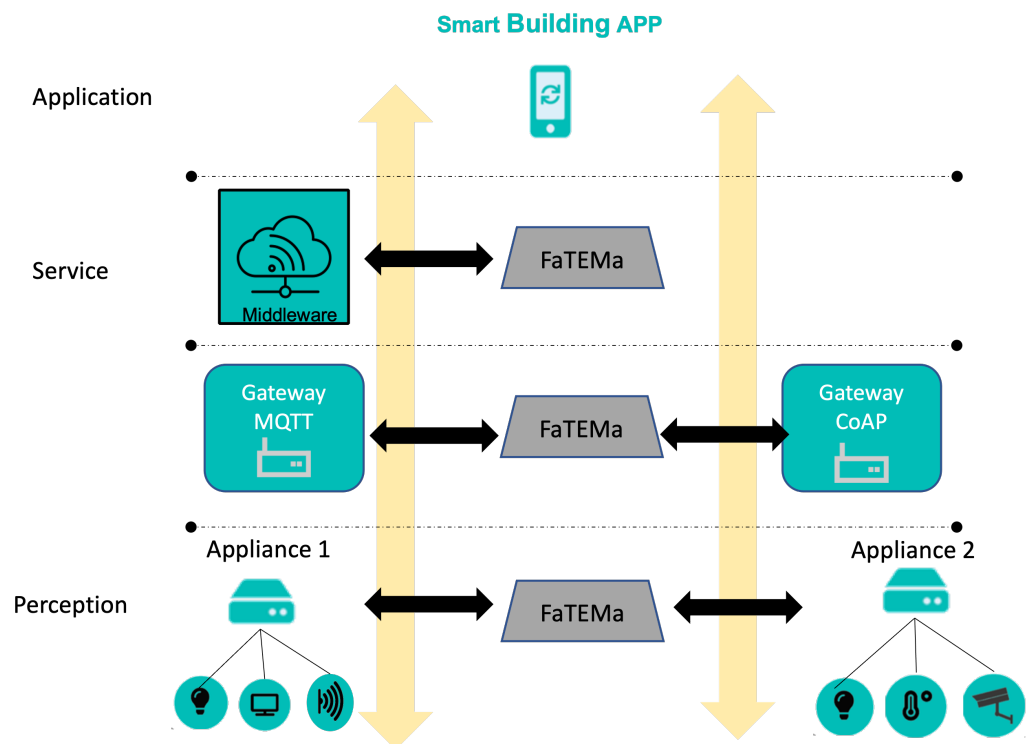 Smart Building APP
Application
Service
Middleware
FaTEMa
Gateway
MQTT
FaTEMa
Gateway
CoAP
Perception
Appliance 1
FaTEMa
Appliance 2